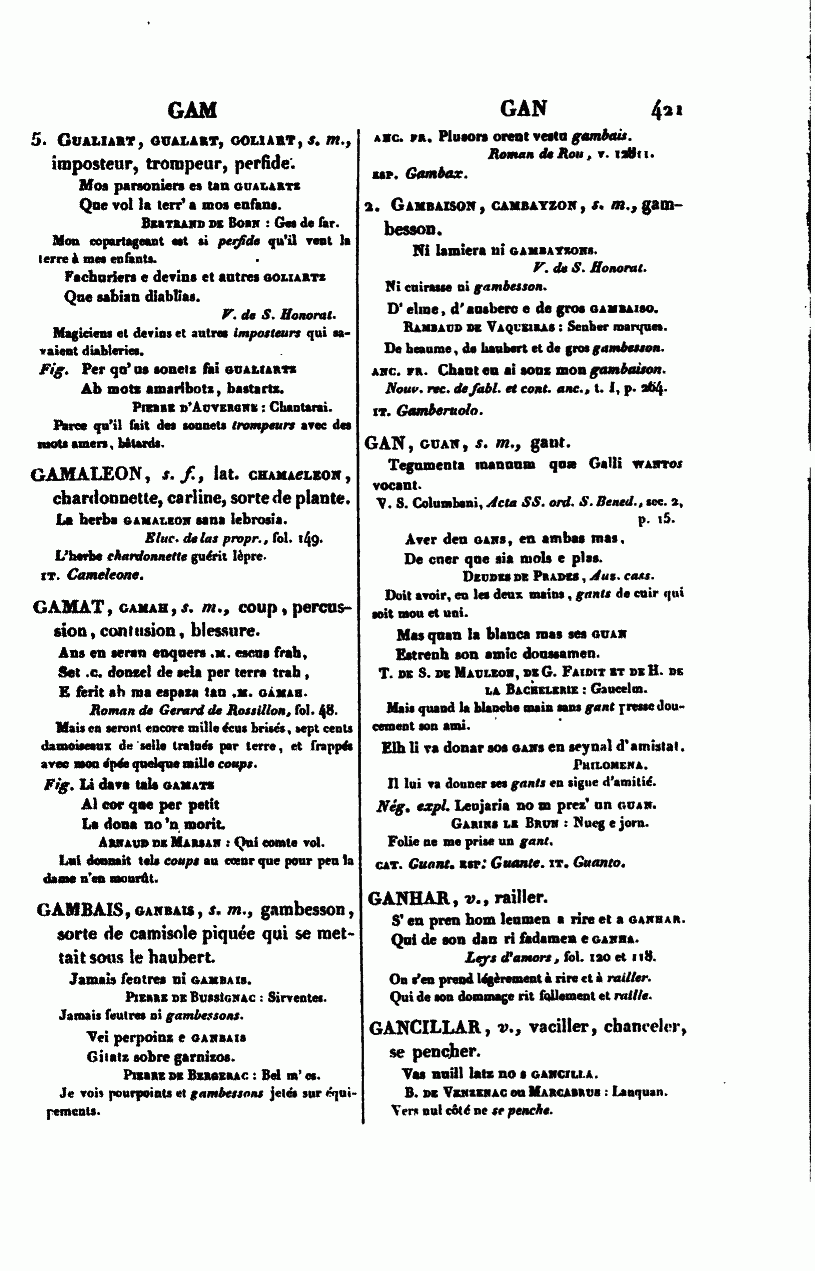 GAM
GAN
421
5. GUALIART, GUALART, GOLIART, s. m.,
imposteur, trompeur, perfide.
Mos parsoniers es tan GUALARTZ
Que vol la terr' a mos enfans.
BERTRAND DE BORN : Ges de far.
Mon copartageant est si perfide qu'il veut la
terre à mes enfants.
Fachuriers e devins et autres GOLIARTZ
Que sabian diablias.
V. de S. Honorat.
Magiciens et devins et autres imposteurs qui sa-
vaient diableries.
Fig. Per qu' us sonetz fai GUALIARTZ
Ab motz amarlbotz, bastartz.
PIERRE D'AUVERGNE : Chantarai.
Parce qu'il fait des sonnets trompeurs avec des
mots amers, bâtards.
GAMALEON, s. f., lat. CHAMAELEON,
chardonnette, carline, sorte de plante.
La herba GAMALEON sana lebrosia.
Eluc. de las propr., fol. 149.
L'herbe chardonnette guérit lèpre.
IT. Cameleone.
GAMAT, GAMAH, s. m., coup, percus-
sion, contusion, blessure.
Ans en seran enquers .M. escus frah,
Set .C. donzel de sela per terra trah,
E ferit ab ma espaza tan .M. GAMAH.
Roman de Gerard de Rossillon, fol. 48.
Mais en seront encore mille écus brisés, sept cents
damoiseaux de selle traînés par terre, et frappés
avec mon épée quelque mille coups.
Fig. Li dava tals GAMATZ
Al cor que per petit
La dona no 'n morit.
ARNAUD DE MARSAN : Qui comte vol.
Lui donnait tels coups au cœur que pour peu la
dame n'en mourût.
GAMBAIS, GANBAIS, s. m., gambesson,
sorte de camisole piquée qui se met-
tait sous le haubert.
Jamais feutres ni GAMBAIS.
PIERRE DE BUSSIGNAC : Sirventes.
Jamais feutres ni gambessons.
Vei perpoinz e GANBAIS
Gitatz sobre garnizos.
PIERRE DE BERGERAC : Bel m' es.
Je vois pourpoints et gambessons jetés sur équi-
pements.
ANC. FR. Plusors orent vestu gambais.
Roman de Rou, v. 12811.
ESP. Gambax.
2. GAMBAISON, CAMBAYZON, s. m., gam-
besson.
Ni lamiera ni GAMBAYZONS.
V. de S. Honorat.
Ni cuirasse ni gambesson.
D' elme, d' ausberc e de gros GAMBAISO.
RAMBAUD DE VAQUEIRAS : Senher marques.
De heaume, de haubert et de gros gambesson.
ANC. FR. Chant en ai souz mon gambaison.
Nouv. rec. de fabl. et cont. anc., t. I, p. 264.
IT. Gamberuolo.
GAN, GUAN, s. m., gant.
Tegumenta manuum quæ Galli WANTOS
vocant.
V. S. Columbani, Acta SS. ord. S. Bened., sec. 2,
p. 15.
Aver deu GANS, en ambas mas,
De cuer que sia mols e plas.
DEUDES DE PRADES, Aus. cass.
Doit avoir, en les deux mains, gants de cuir qui
soit mou et uni.
Mas quan la blanca mas ses GUAN
Estrenh son amic doussamen.
T. DE S. DE MAULEON, DE G. FAIDIT ET DE H. DE
LA BACHELERIE : Gaucelm.
Mais quand la blanche main sans gant presse dou-
cement son ami.
Elh li va donar sos GANS en seynal d'amistat.
PHILOMENA.
Il lui va donner ses gants en signe d'amitié.
Nég. expl. Leujaria no m prez' un GUAN.
GARINS LE BRUN : Nueg e jorn.
Folie ne me prise un gant.
CAT. Guant. ESP. Guante. IT. Guanto.
GANHAR, v., railler.
S' en pren hom leumen a rire et a GANHAR.
Qui de son dan ri fadamen e GANHA.
Leys d'amors, fol. 120 et 118.
On s'en prend légèrement à rire et à railler.
Qui de son dommage rit follement et raille.
GANCILLAR, v., vaciller, chanceler,
se pencher.
Vas nuill latz no s GANCILLA.
B. DE VENZENAC ou MARCABRUS : Lanquan.
Vers nul côté ne se penche.